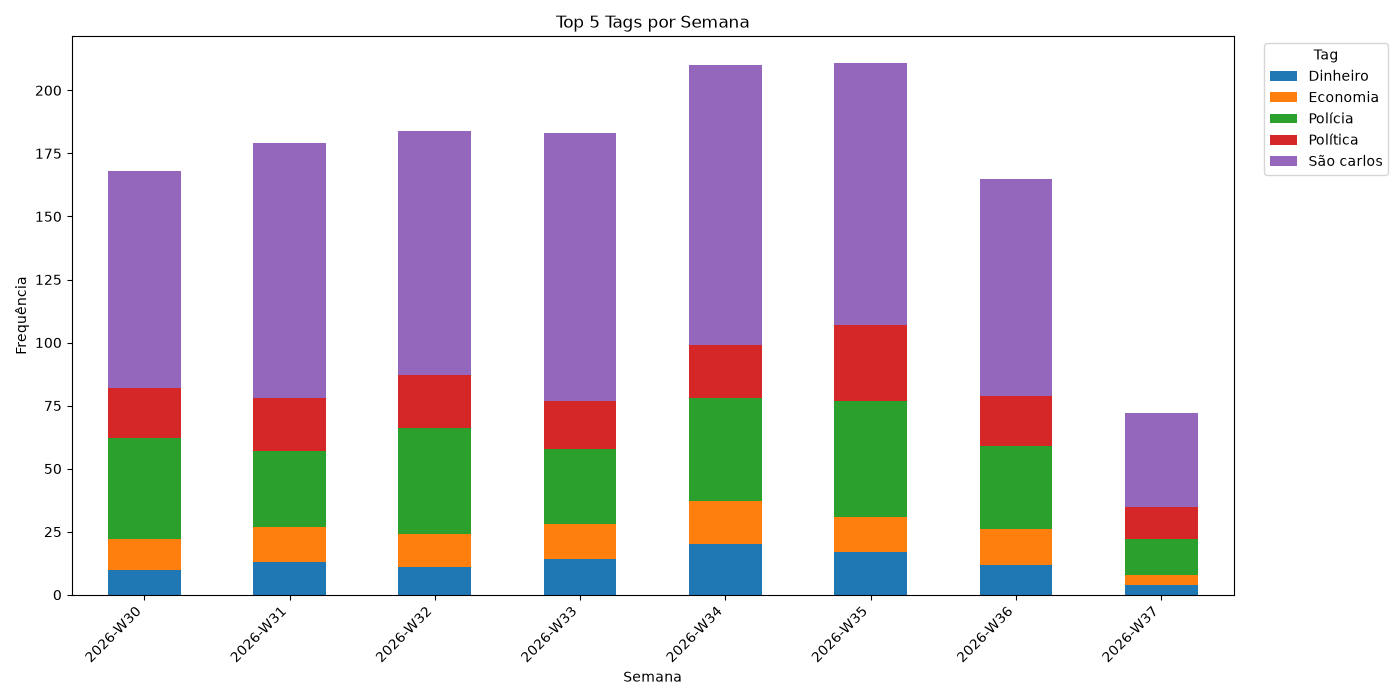 Top 5 Tags por Semana
Frequência
200
175
150
125
100
75
50
25
0
2026-W30
2026-W31
2026-W32
2026-W33
2026-W34
2026-W35
2026-W36
2026-W37
Semana
Tag
Dinheiro
Economia
Polícia
Política
São carlos